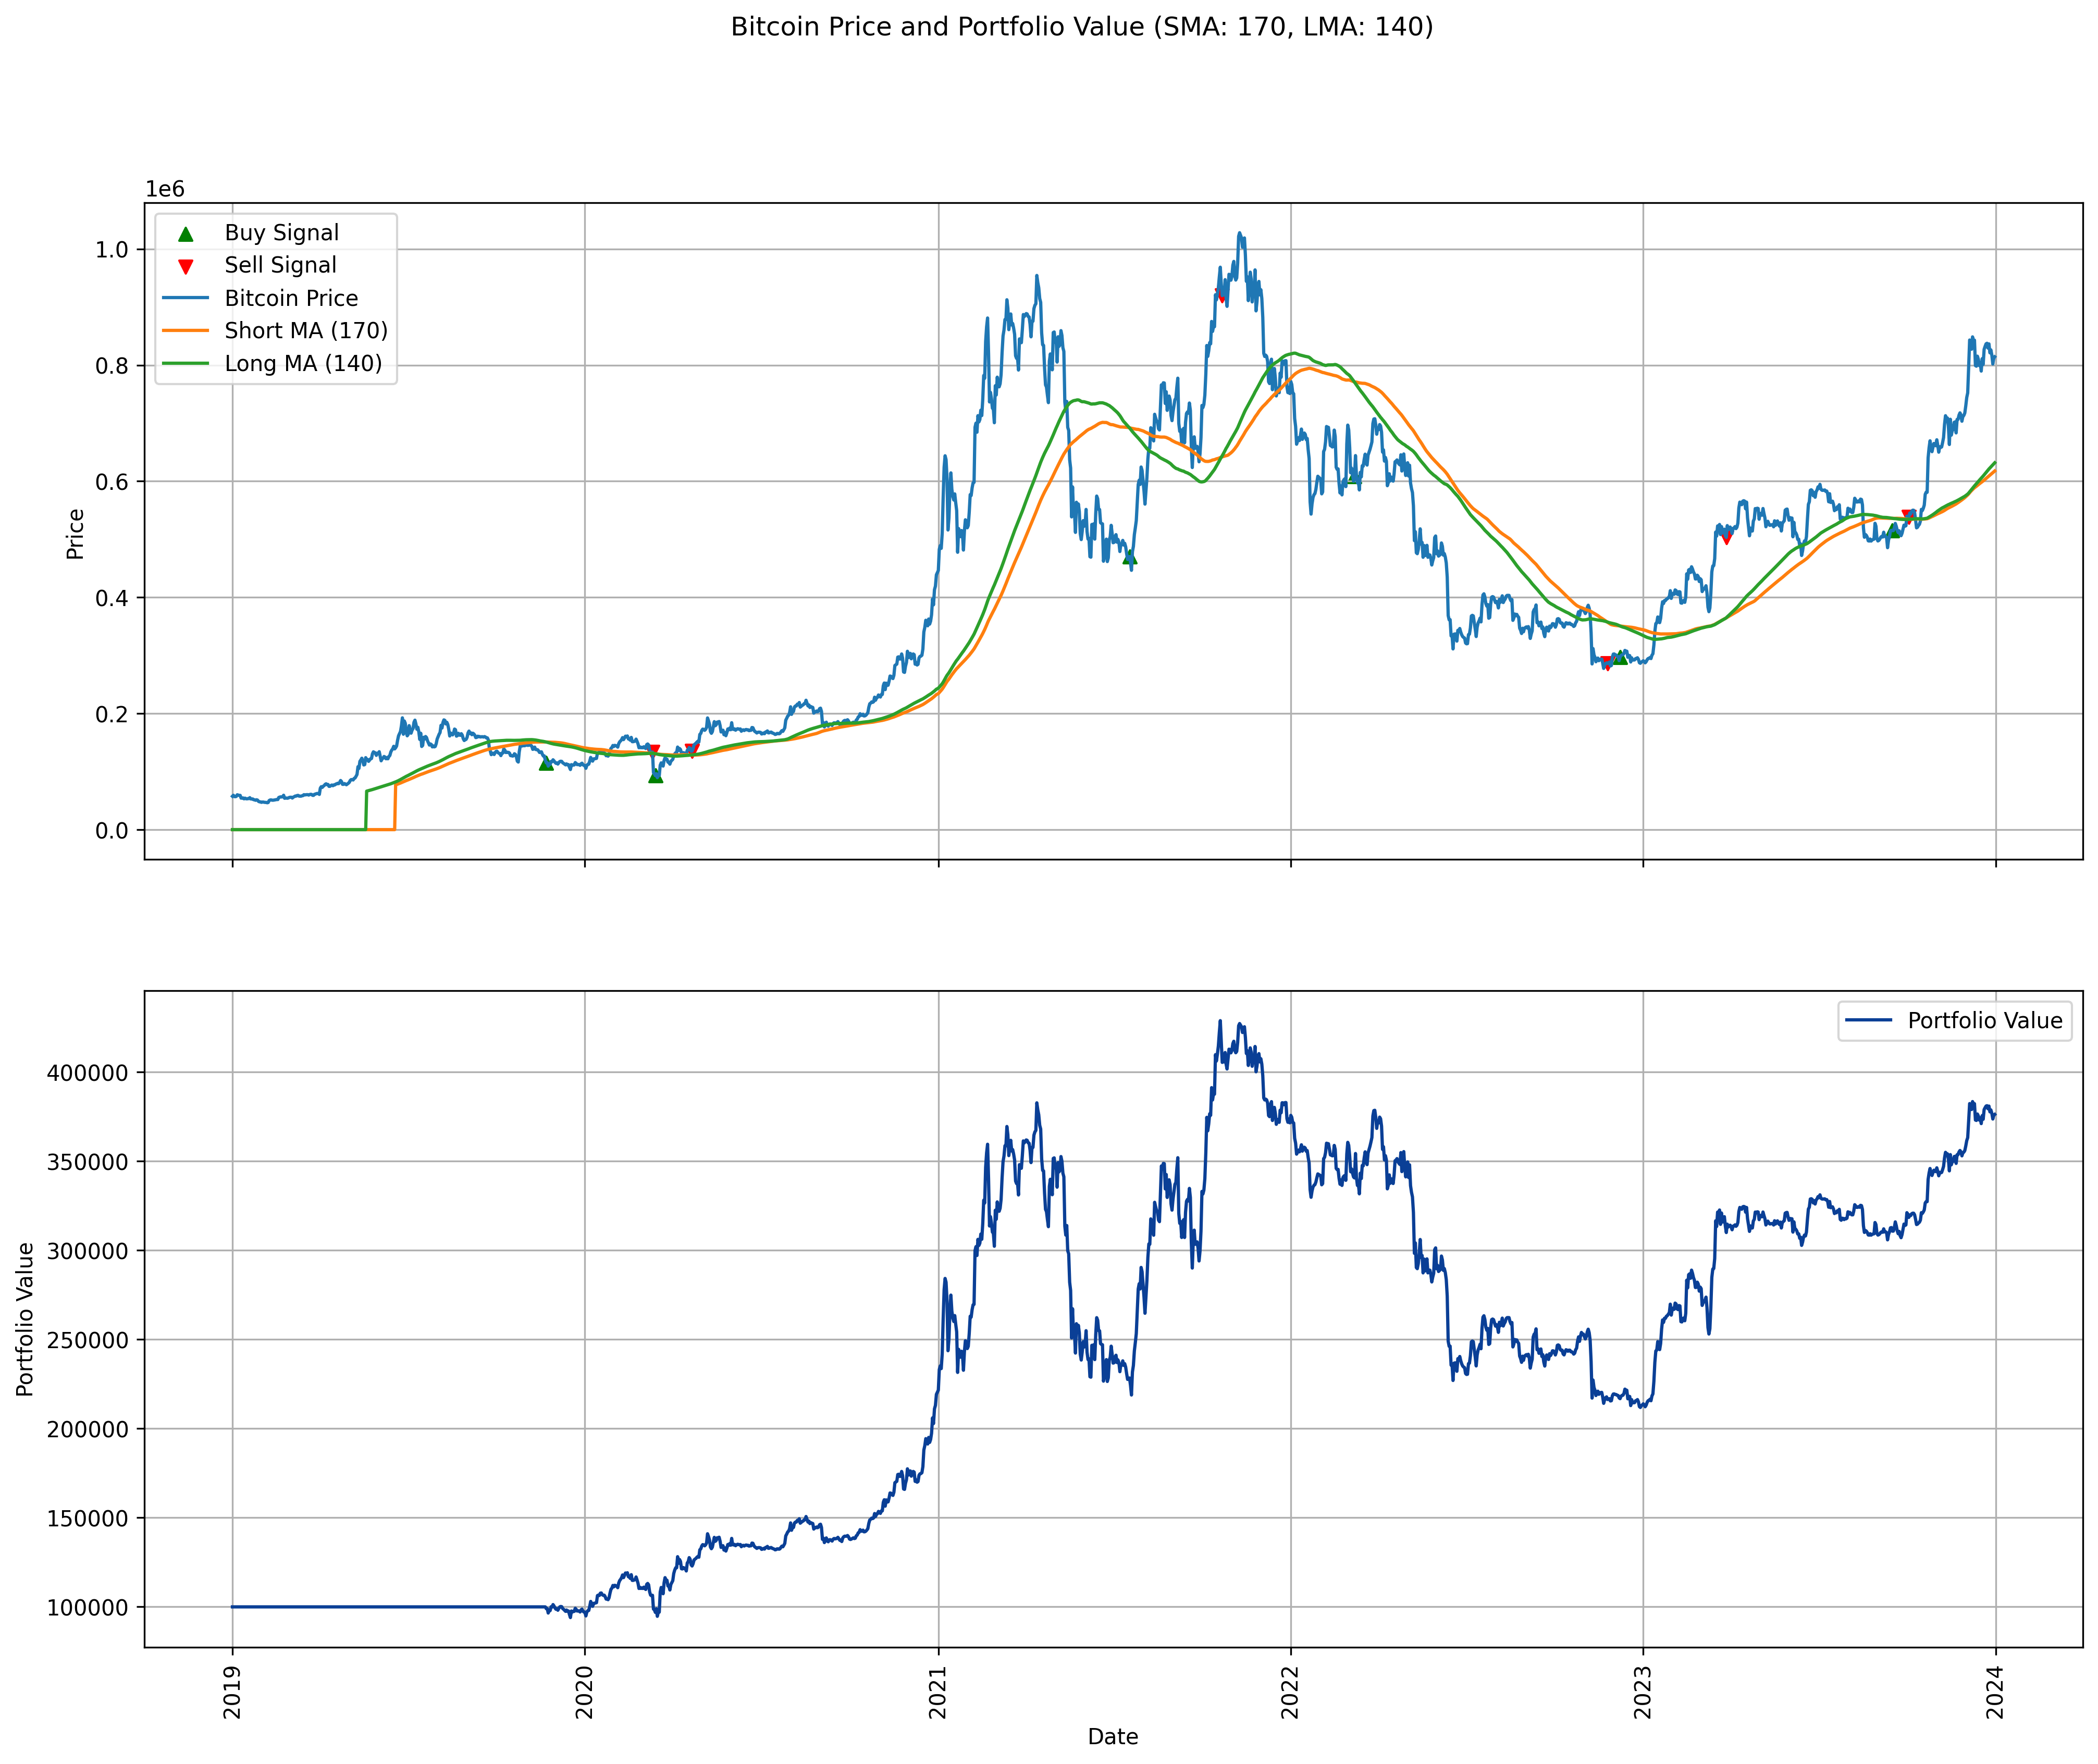 Bitcoin Price and Portfolio Value (SMA: 170, LMA: 140)
1e6
Buy Signal
Sell Signal
Bitcoin Price
Short MA (170)
Long MA (140)
1.0
0.8
0.6
0.4
0.2
0.0
Price
Portfolio Value
400000
350000
300000
250000
200000
150000
100000
Portfolio Value
2019
2020
2021
2022
2023
2024
Date